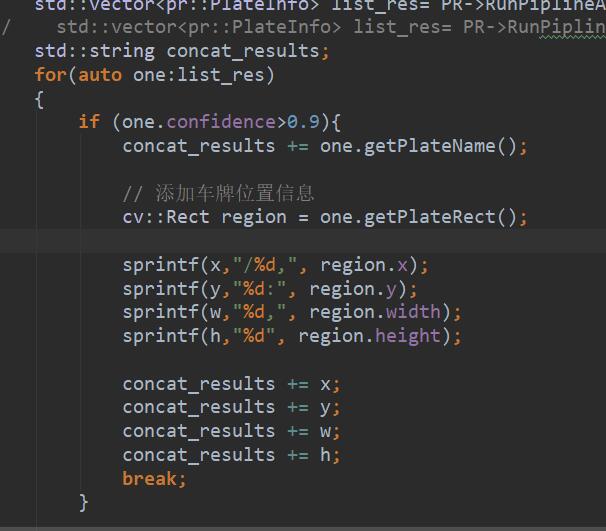 std::vector<pr::PlateInfo> list_res= PR->RunPiplineA
/ std::vector<pr::PlateInfo> list_res= PR->RunPiplin
std::string concat_results;
for(auto one:list_res)
{
if (one.confidence>0.9){
concat_results += one.getPlateName();
// 添加车牌位置信息
cv::Rect region = one.getPlateRect();
sprintf(x,"/%d,", region.x);
sprintf(y,"%d:", region.y);
sprintf(w,"%d,", region.width);
sprintf(h,"%d", region.height);
concat_results += x;
concat_results += y;
concat_results += w;
concat_results += h;
break;
}